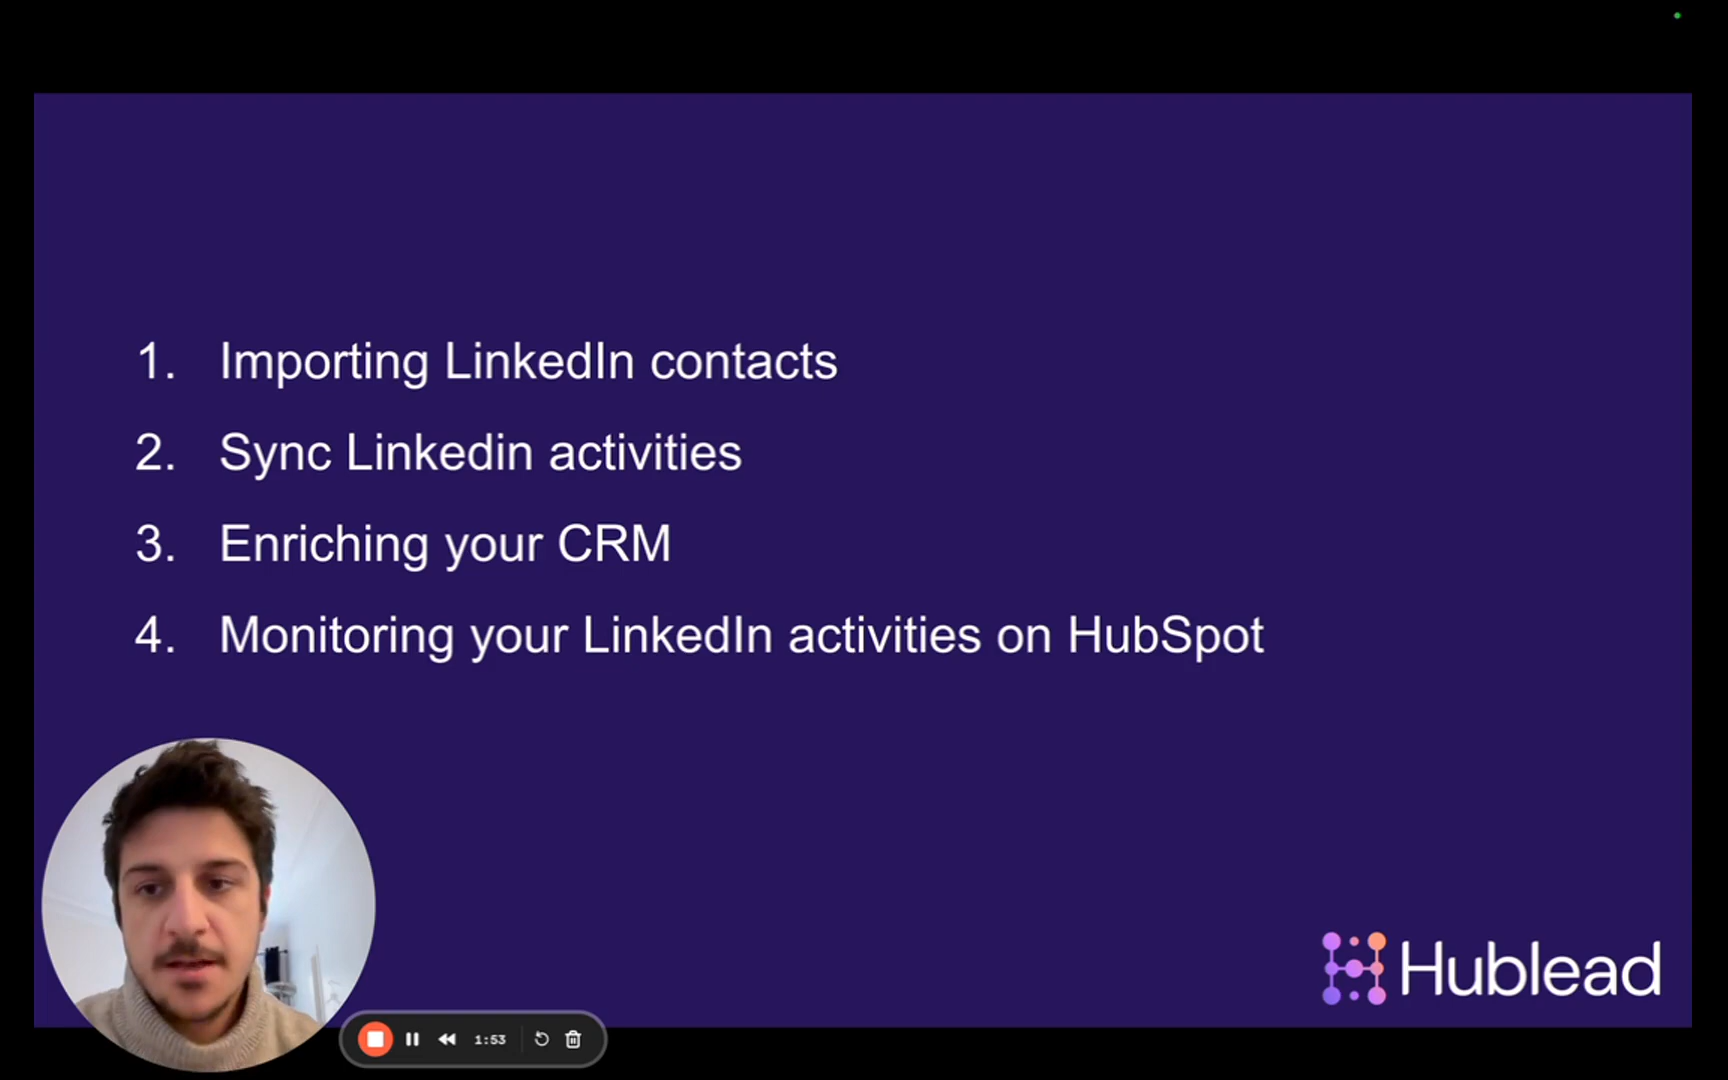 1. Importing LinkedIn contacts
2. Sync Linkedin activities
3. Enriching your CRM
4. Monitoring your LinkedIn activities on HubSpot
Hublead
1:53